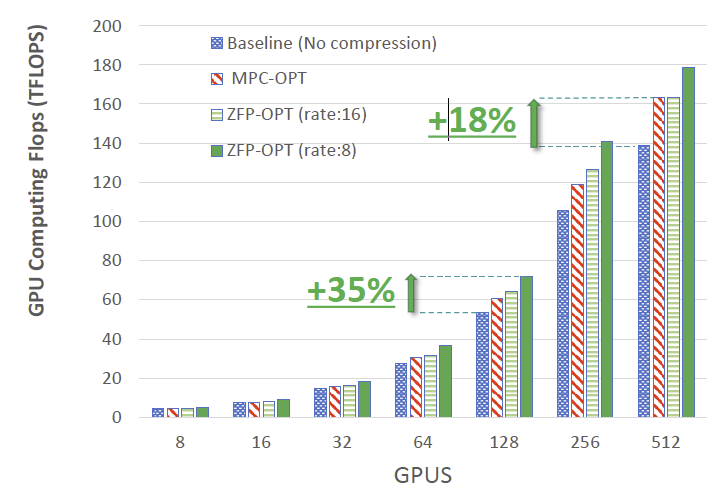 GPU Computing Flops (TFLOPS)
200
180
160
140
120
100
80
60
40
20
0
Baseline (No compression)
MPC-OPT
ZFP-OPT (rate:16)
ZFP-OPT (rate:8)
+18%
+35%
8 16 32 64 128 256 512
GPUS